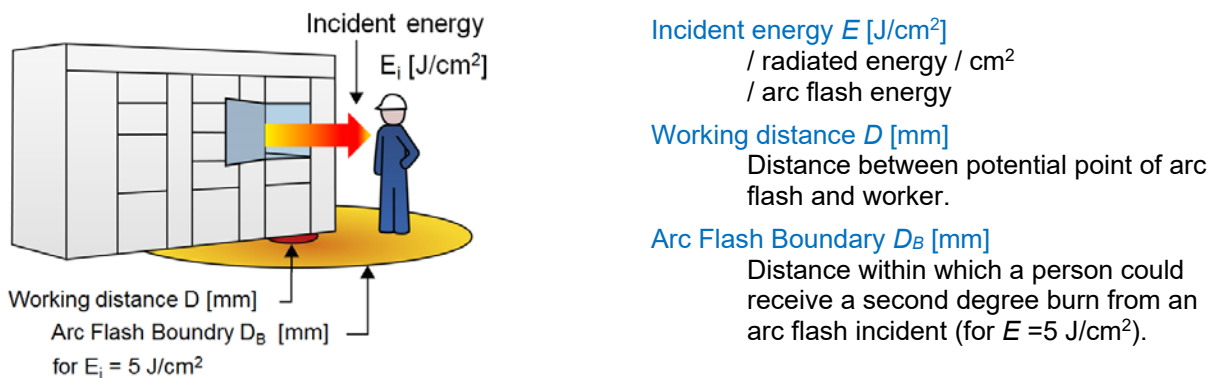 Incident energy
Eᵢ [J/cm²]
Working distance D [mm]
Arc Flash Boundry D_B [mm]
for Eᵢ = 5 J/cm²
Incident energy E [J/cm²]
/ radiated energy / cm²
/ arc flash energy
Working distance D [mm]
Distance between potential point of arc
flash and worker.
Arc Flash Boundary D_B [mm]
Distance within which a person could
receive a second degree burn from an
arc flash incident (for E =5 J/cm²).